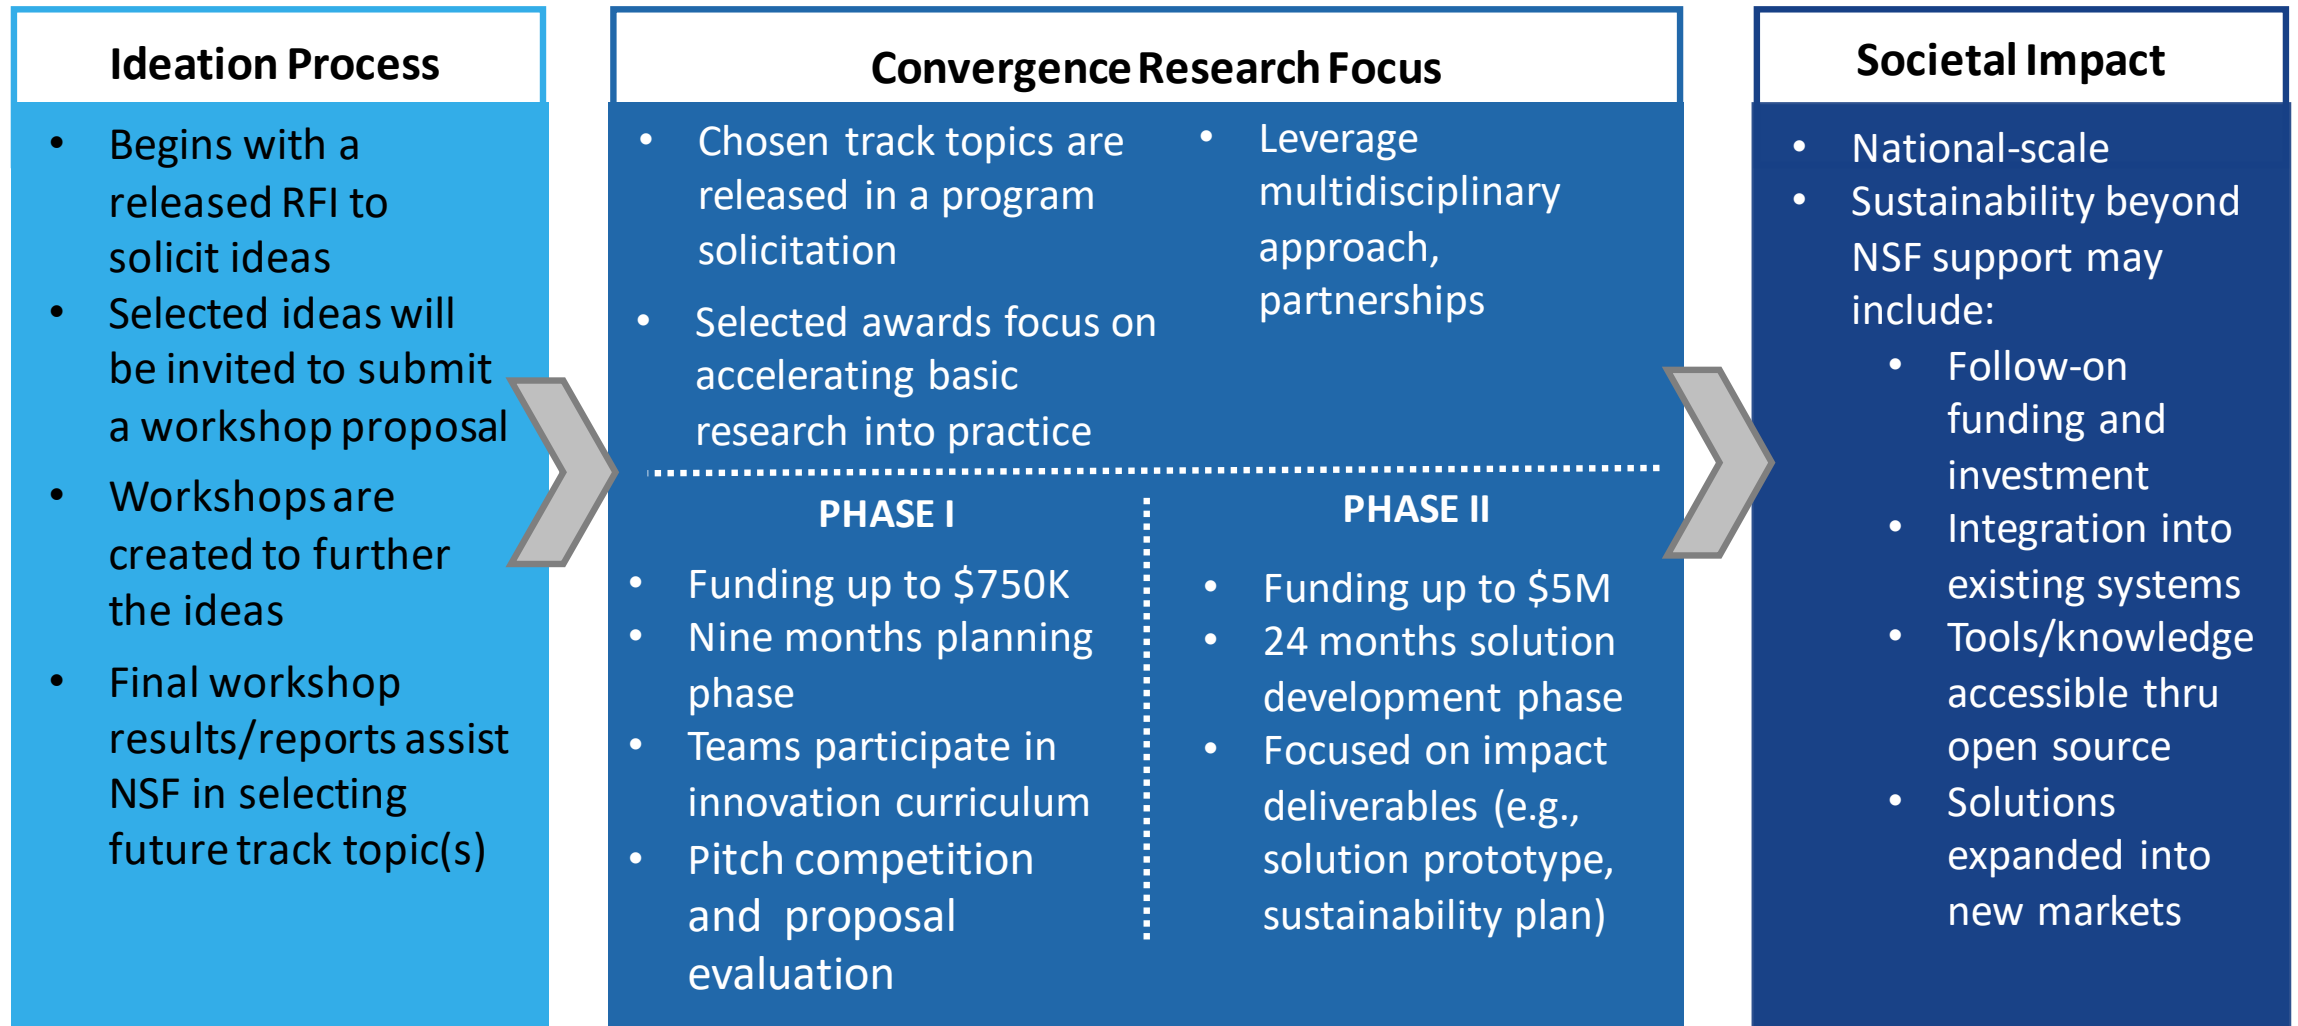 Ideation Process
• Begins with a
released RFI to
solicit ideas
• Selected ideas will
be invited to submit
a workshop proposal
• Workshops are
created to further
the ideas
• Final workshop
results/reports assist
NSF in selecting
future track topic(s)
Convergence Research Focus
• Chosen track topics are
released in a program
solicitation
• Selected awards focus on
accelerating basic
research into practice
• Leverage
multidisciplinary
approach,
partnerships
PHASE I
• Funding up to $750K
• Nine months planning
phase
• Teams participate in
innovation curriculum
• Pitch competition
and proposal
evaluation
PHASE II
• Funding up to $5M
• 24 months solution
development phase
• Focused on impact
deliverables (e.g.,
solution prototype,
sustainability plan)
Societal Impact
• National-scale
• Sustainability beyond
NSF support may
include:
• Follow-on
funding and
investment
• Integration into
existing systems
• Tools/knowledge
accessible thru
open source
• Solutions
expanded into
new markets